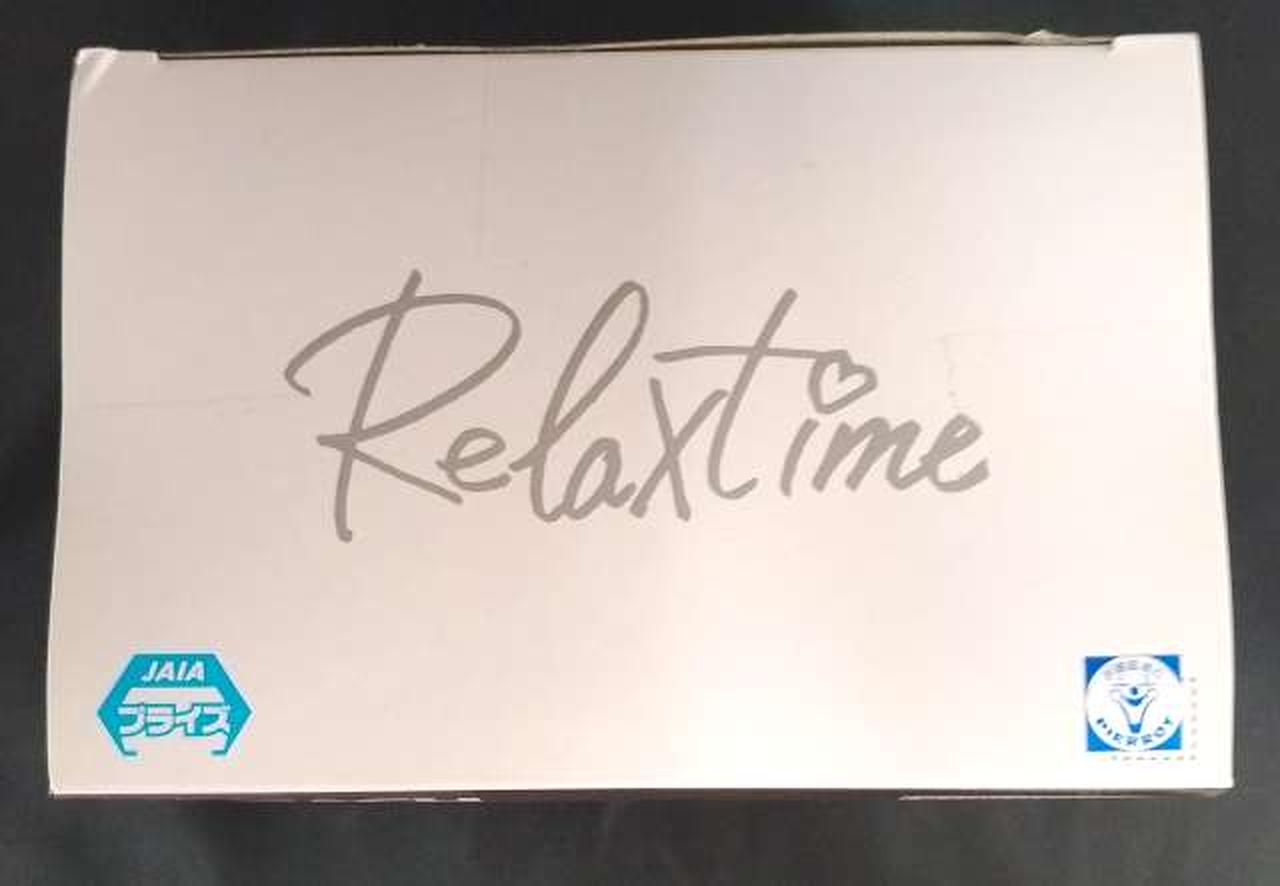 Relaxtime
JAIA
プライズ
PIERROT